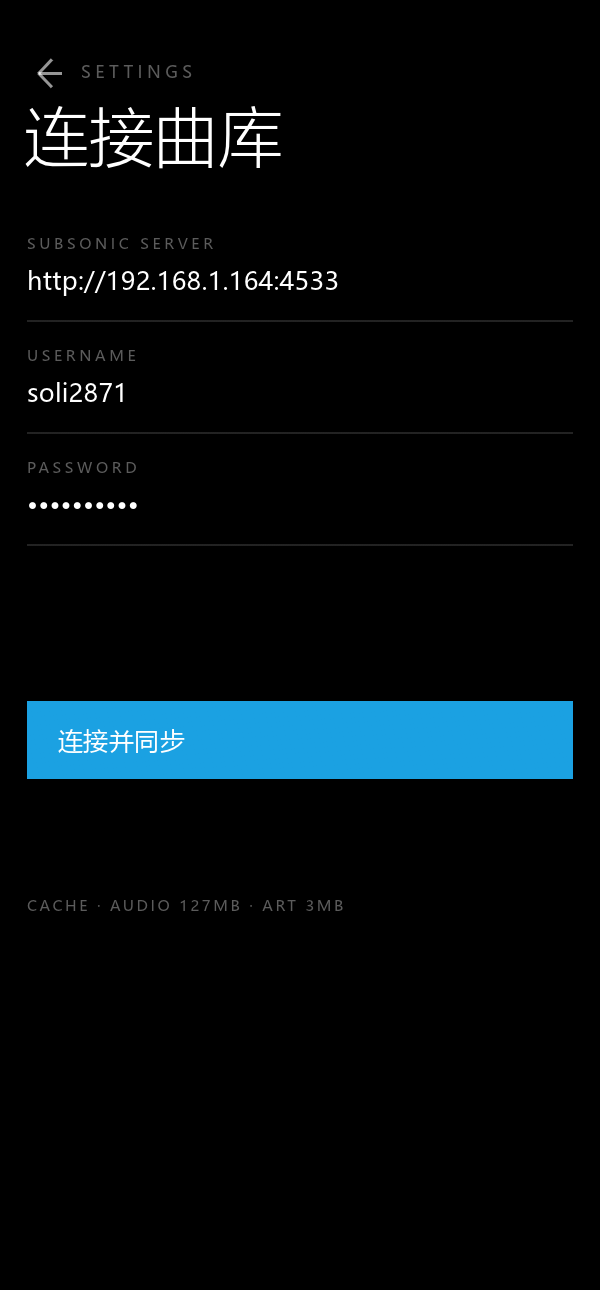 SETTINGS
连接曲库
SUBSONIC SERVER
http://192.168.1.164:4533
USERNAME
soli2871
PASSWORD
••••••••••
连接并同步
CACHE · AUDIO 127MB · ART 3MB